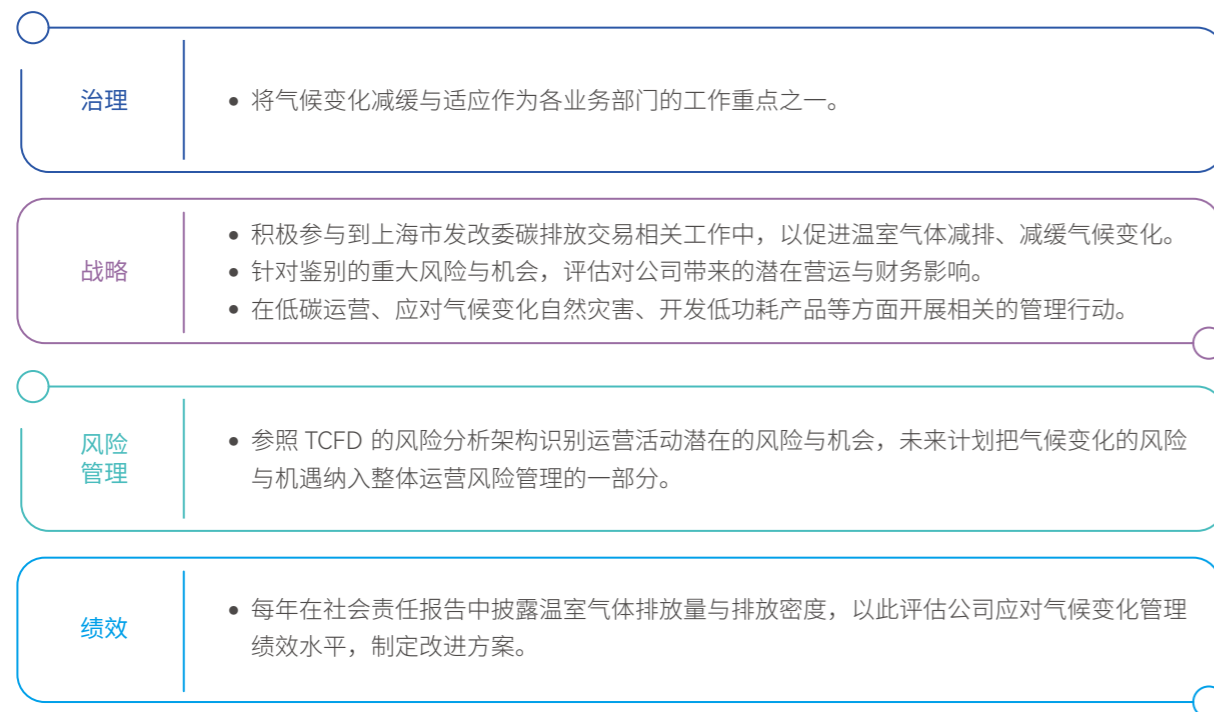 治理
• 将气候变化减缓与适应作为各业务部门的工作重点之一。
战略
• 积极参与到上海市发改委碳排放交易相关工作中，以促进温室气体减排、减缓气候变化。
• 针对鉴别的重大风险与机会，评估对公司带来的潜在营运与财务影响。
• 在低碳运营、应对气候变化自然灾害、开发低功耗产品等方面开展相关的管理行动。
风险
管理
• 参照 TCFD 的风险分析架构识别运营活动潜在的风险与机会，未来计划把气候变化的风险
与机遇纳入整体运营风险管理的一部分。
绩效
• 每年在社会责任报告中披露温室气体排放量与排放密度，以此评估公司应对气候变化管理
绩效水平，制定改进方案。